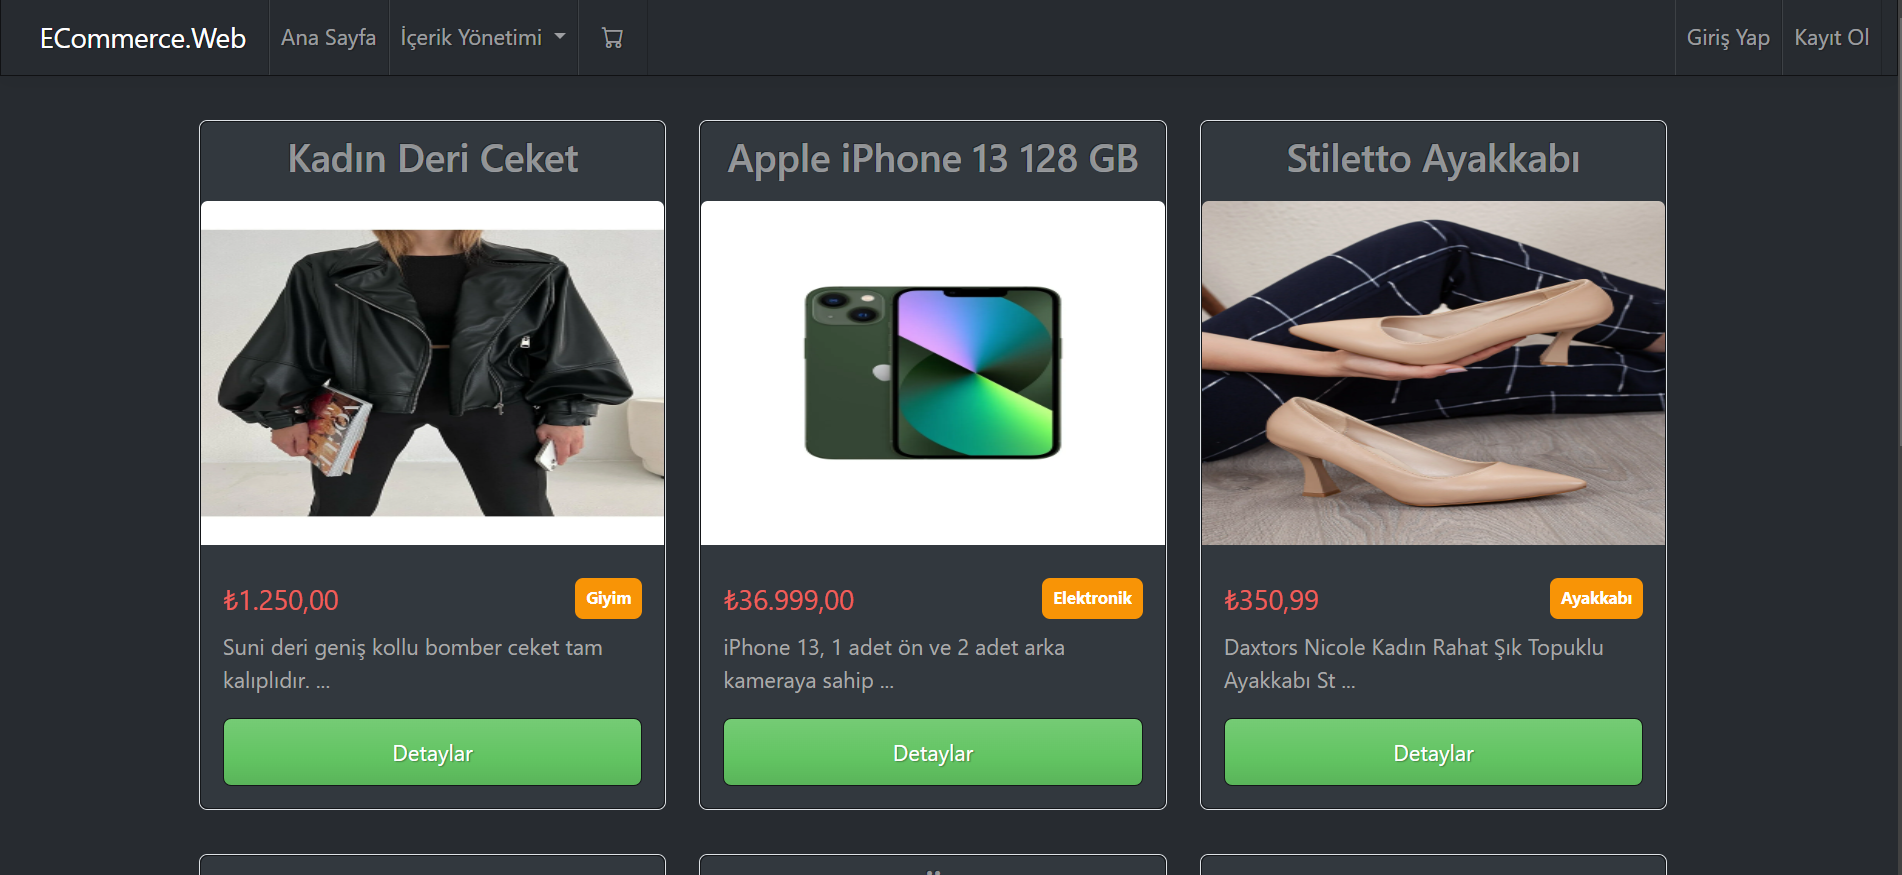 ECommerce.Web Ana Sayfa İçerik Yönetimi Giriş Yap Kayıt Ol
Kadın Deri Ceket
Apple iPhone 13 128 GB
Stiletto Ayakkabı
₺1.250,00 Giyim
Suni deri geniş kollu bomber ceket tam
kalıplıdır. ...
Detaylar
₺36.999,00 Elektronik
iPhone 13, 1 adet ön ve 2 adet arka
kameraya sahip ...
Detaylar
₺350,99 Ayakkabı
Daxtors Nicole Kadın Rahat Şık Topuklu
Ayakkabı St ...
Detaylar